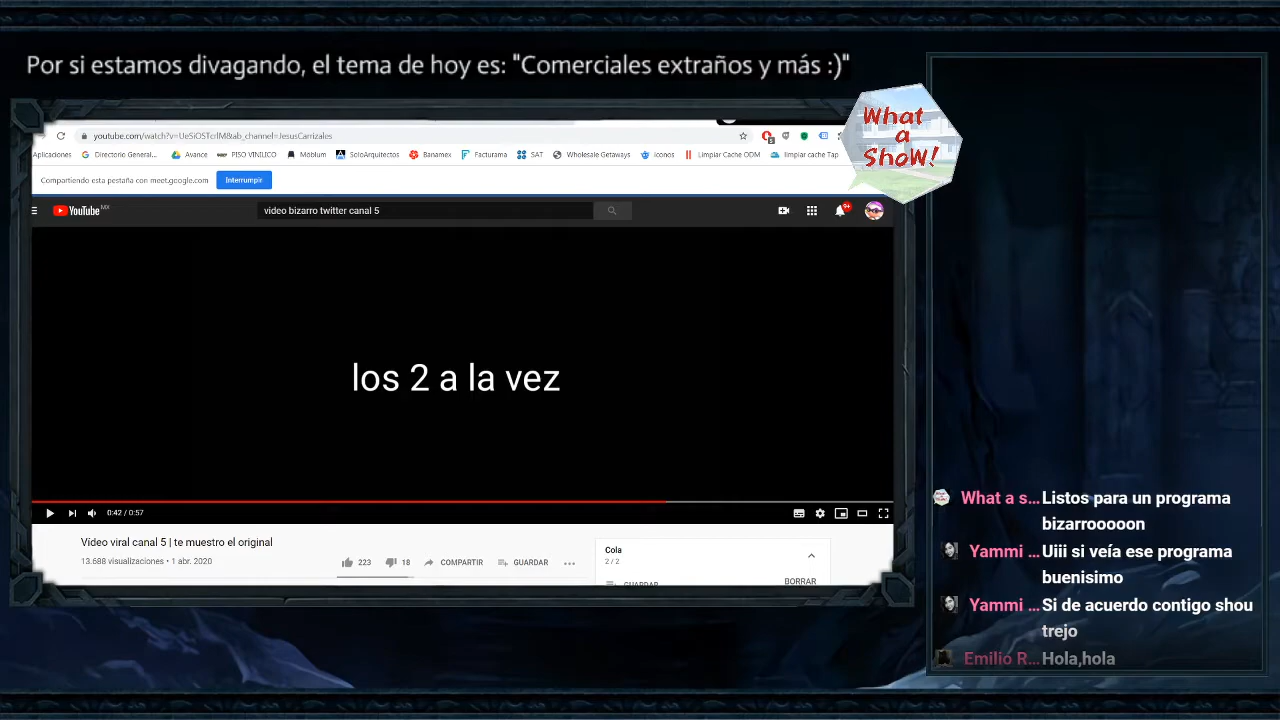 Por si estamos divagando, el tema de hoy es: "Comerciales extraños y más :)"
What
a
ShoW!
youtube.com/watch?v=UeSiOSTcrlM&ab_channel=JesusCarrizales
Aplicaciones Directorio General... Avance PISO VINILICO Moblum SoloArquitectos Banamex Facturama SAT Wholesale Getaways Iconos Limpiar Cache ODM limpiar cache Tap
Compartiendo esta pestaña con meet.google.com Interrumpir
YouTube MX video bizarro twitter canal 5 9+
los 2 a la vez
0:42 / 0:57
Vídeo viral canal 5 | te muestro el original
13.688 visualizaciones • 1 abr. 2020
223 18 COMPARTIR GUARDAR
Cola
2 / 2
GUARDAR BORRAR
What a s... Listos para un programa
bizarrooooon
Yammi ... Uiii si veía ese programa
buenisimo
Yammi ... Si de acuerdo contigo shou
trejo
Emilio R... Hola,hola